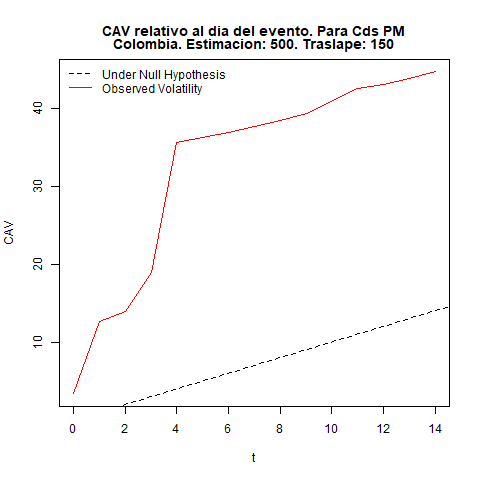 CAV relativo al dia del evento. Para Cds PM
Colombia. Estimacion: 500. Traslape: 150
Under Null Hypothesis
Observed Volatility
40
30
20
10
CAV
0 2 4 6 8 10 12 14
t